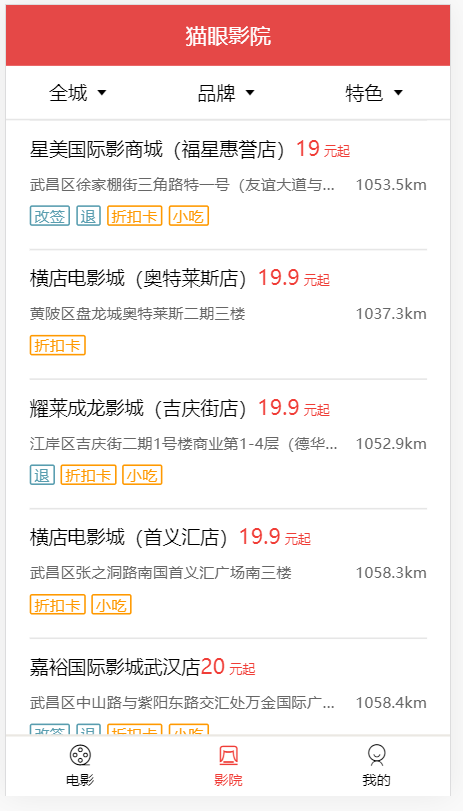 猫眼影院
全城 品牌 特色
星美国际影商城（福星惠誉店）19 元起
武昌区徐家棚街三角路特一号（友谊大道与... 1053.5km
改签 退 折扣卡 小吃
横店电影城（奥特莱斯店）19.9 元起
黄陂区盘龙城奥特莱斯二期三楼 1037.3km
折扣卡
耀莱成龙影城（吉庆街店）19.9 元起
江岸区吉庆街二期1号楼商业第1-4层（德华... 1052.9km
退 折扣卡 小吃
横店电影城（首义汇店）19.9 元起
武昌区张之洞路南国首义汇广场南三楼 1058.3km
折扣卡 小吃
嘉裕国际影城武汉店20 元起
武昌区中山路与紫阳东路交汇处万金国际广... 1058.4km
改签 退 折扣卡 小吃
电影 影院 我的